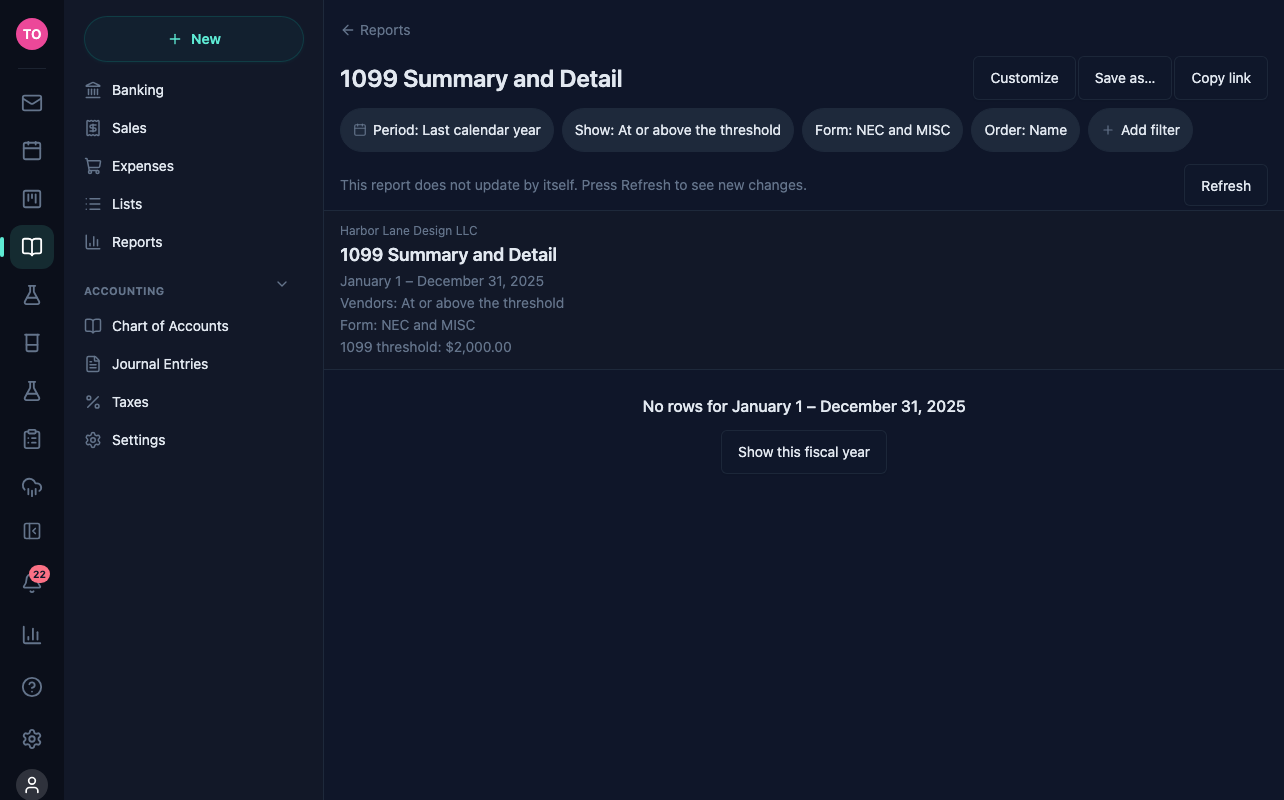 TO
New
Banking
Sales
Expenses
Lists
Reports
ACCOUNTING
Chart of Accounts
Journal Entries
Taxes
Settings
22
Reports
1099 Summary and Detail
Customize
Save as...
Copy link
Period: Last calendar year
Show: At or above the threshold
Form: NEC and MISC
Order: Name
Add filter
This report does not update by itself. Press Refresh to see new changes.
Refresh
Harbor Lane Design LLC
1099 Summary and Detail
January 1 – December 31, 2025
Vendors: At or above the threshold
Form: NEC and MISC
1099 threshold: $2,000.00
No rows for January 1 – December 31, 2025
Show this fiscal year